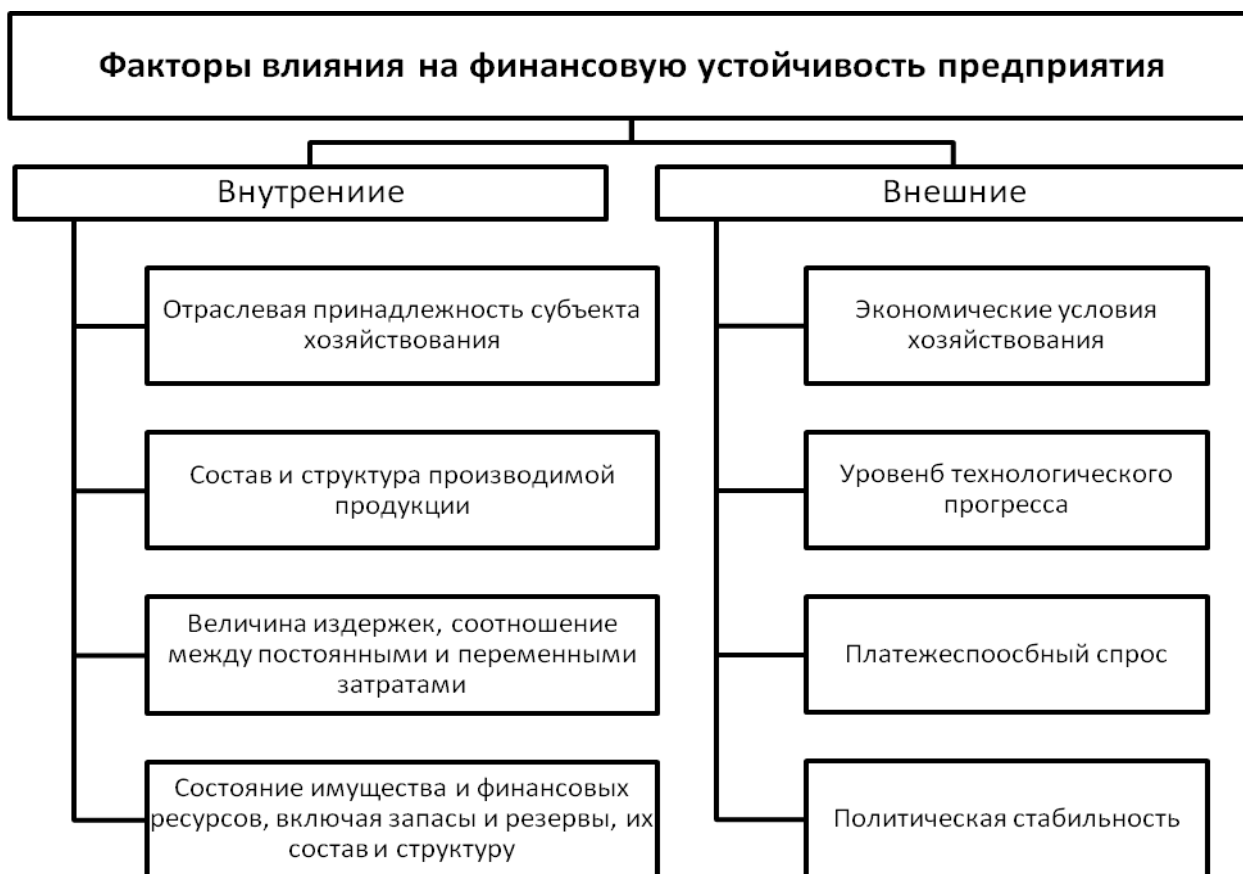 Факторы влияния на финансовую устойчивость предприятия
Внутрениие
Отраслевая принадлежность субъекта
хозяйствования
Состав и структура производимой
продукции
Величина издержек, соотношение
между постоянными и переменными
затратами
Состояние имущества и финансовых
ресурсов, включая запасы и резервы, их
состав и структуру
Внешние
Экономические условия
хозяйствования
Уровенб технологического
прогресса
Платежеспоосбный спрос
Политическая стабильность